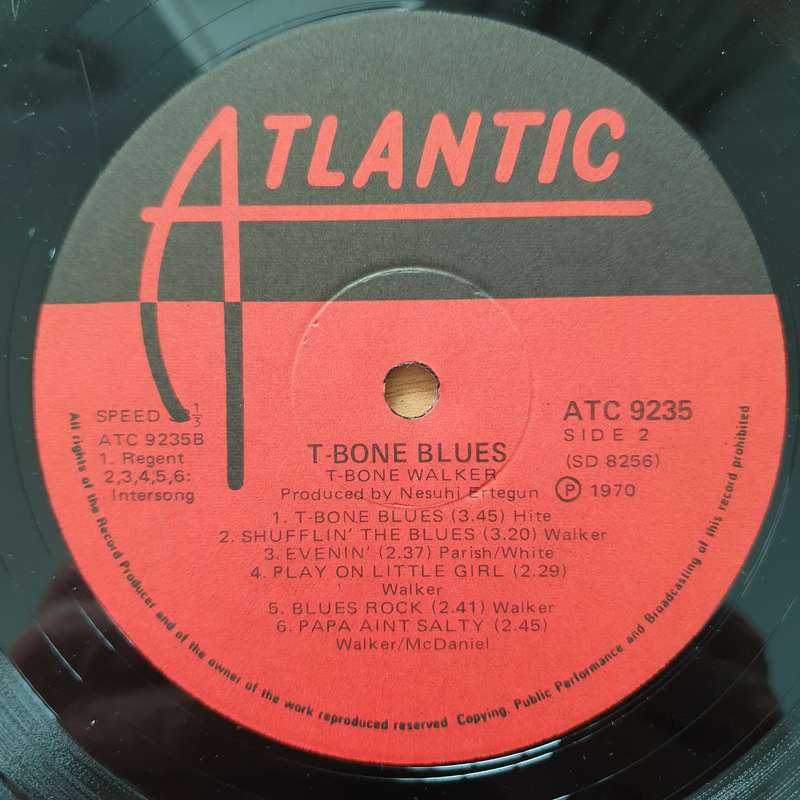 ATLANTIC
SPEED 33 1/3
ATC 9235B
1. Regent
2,3,4,5,6:
Intersong
ATC 9235
SIDE 2
(SD 8256)
℗ 1970
T-BONE BLUES
T-BONE WALKER
Produced by Nesuhi Ertegun
1. T-BONE BLUES (3.45) Hite
2. SHUFFLIN' THE BLUES (3.20) Walker
3. EVENIN' (2.37) Parish/White
4. PLAY ON LITTLE GIRL (2.29)
Walker
5. BLUES ROCK (2.41) Walker
6. PAPA AINT SALTY (2.45)
Walker/McDaniel
All rights of the Record Producer and of the owner of the work reproduced reserved. Copying, Public Performance and Broadcasting of this record prohibited